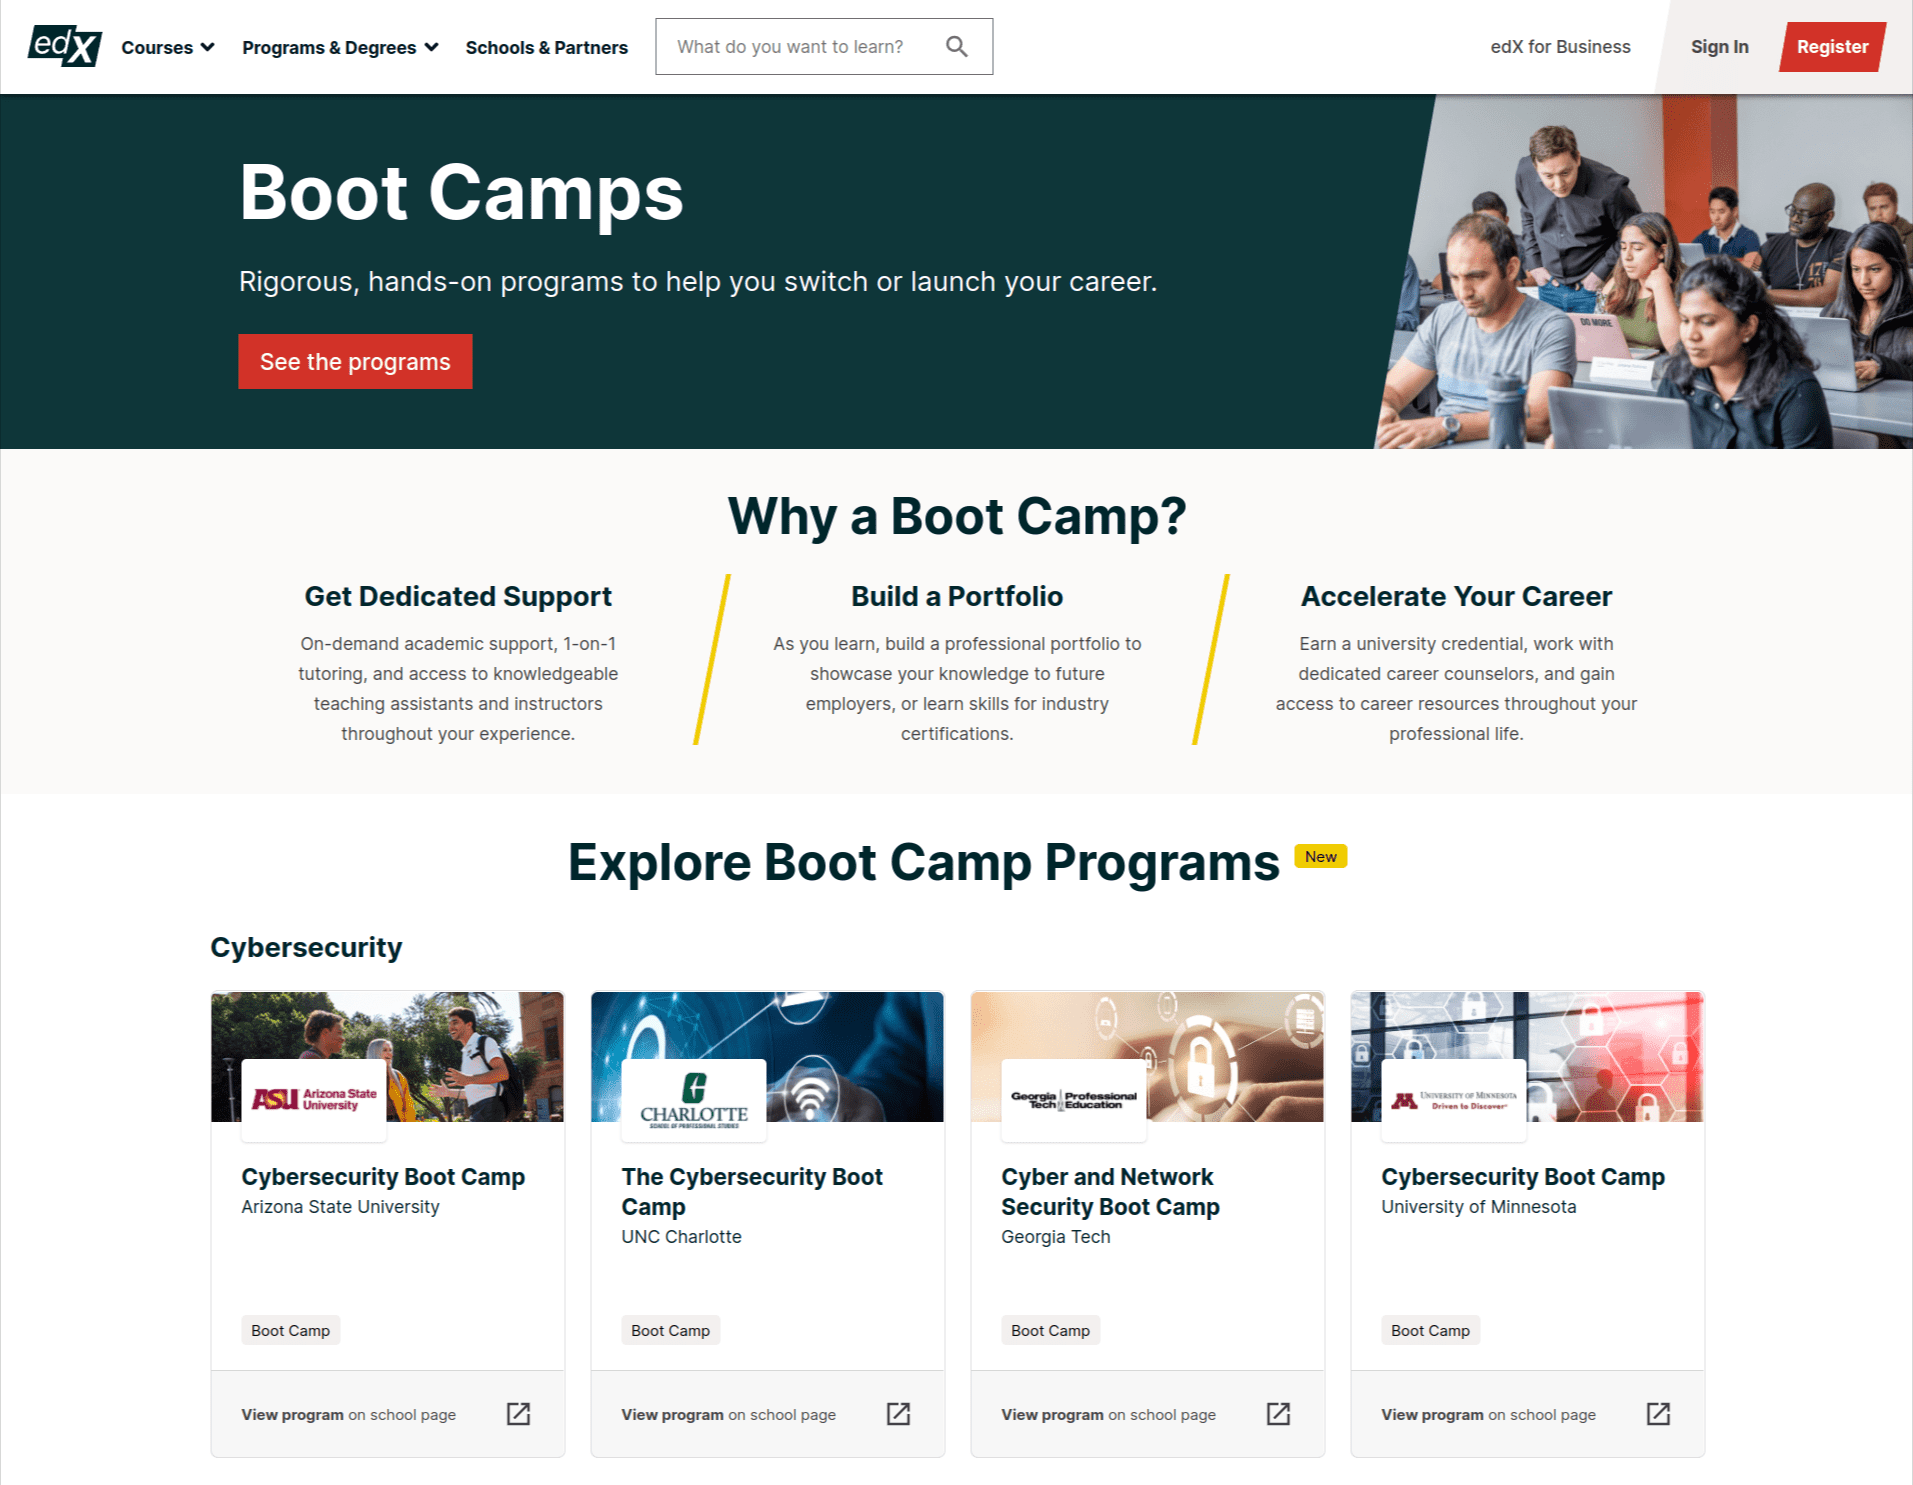 edX
Courses
Programs & Degrees
Schools & Partners
What do you want to learn?
edX for Business
Sign In
Register
Boot Camps
Rigorous, hands-on programs to help you switch or launch your career.
See the programs
DO MORE
Why a Boot Camp?
Get Dedicated Support
On-demand academic support, 1-on-1
tutoring, and access to knowledgeable
teaching assistants and instructors
throughout your experience.
Build a Portfolio
As you learn, build a professional portfolio to
showcase your knowledge to future
employers, or learn skills for industry
certifications.
Accelerate Your Career
Earn a university credential, work with
dedicated career counselors, and gain
access to career resources throughout your
professional life.
Explore Boot Camp Programs
New
Cybersecurity
ASU Arizona State
University
Cybersecurity Boot Camp
Arizona State University
Boot Camp
View program on school page
CHARLOTTE
SCHOOL OF PROFESSIONAL STUDIES
The Cybersecurity Boot
Camp
UNC Charlotte
Boot Camp
View program on school page
Georgia Professional
Tech Education
Cyber and Network
Security Boot Camp
Georgia Tech
Boot Camp
View program on school page
M UNIVERSITY OF MINNESOTA
Driven to Discover
Cybersecurity Boot Camp
University of Minnesota
Boot Camp
View program on school page